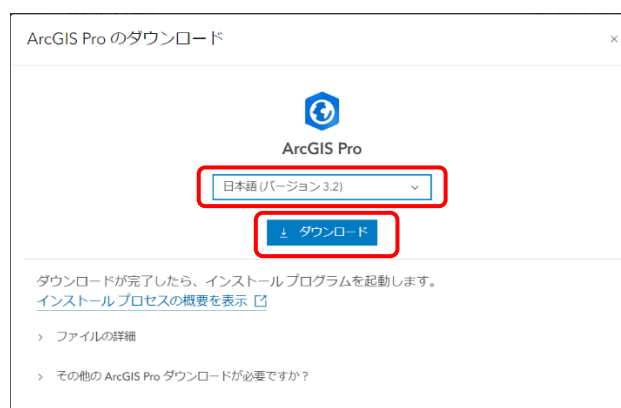 ArcGIS Pro のダウンロード
×
ArcGIS Pro
日本語 (バージョン 3.2)
ダウンロード
ダウンロードが完了したら、インストール プログラムを起動します。
インストール プロセスの概要を表示
ファイルの詳細
その他の ArcGIS Pro ダウンロードが必要ですか？